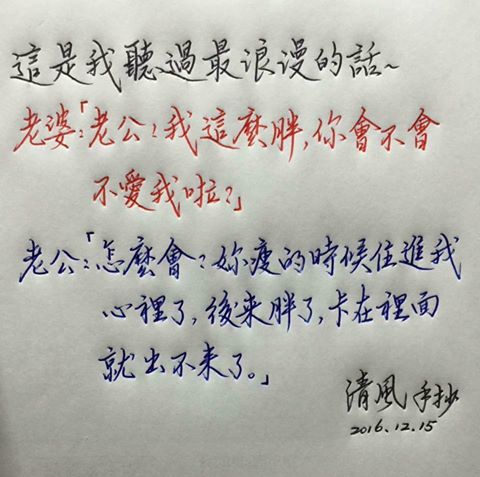 這是我聽過最浪漫的話~
老婆:「老公!我這麼胖,你會不會
不愛我啦?」
老公:「怎麼會?妳瘦的時候住進我
心裡了,後来胖了,卡在裡面
就出不来了。」
清風手抄
2016.12.15